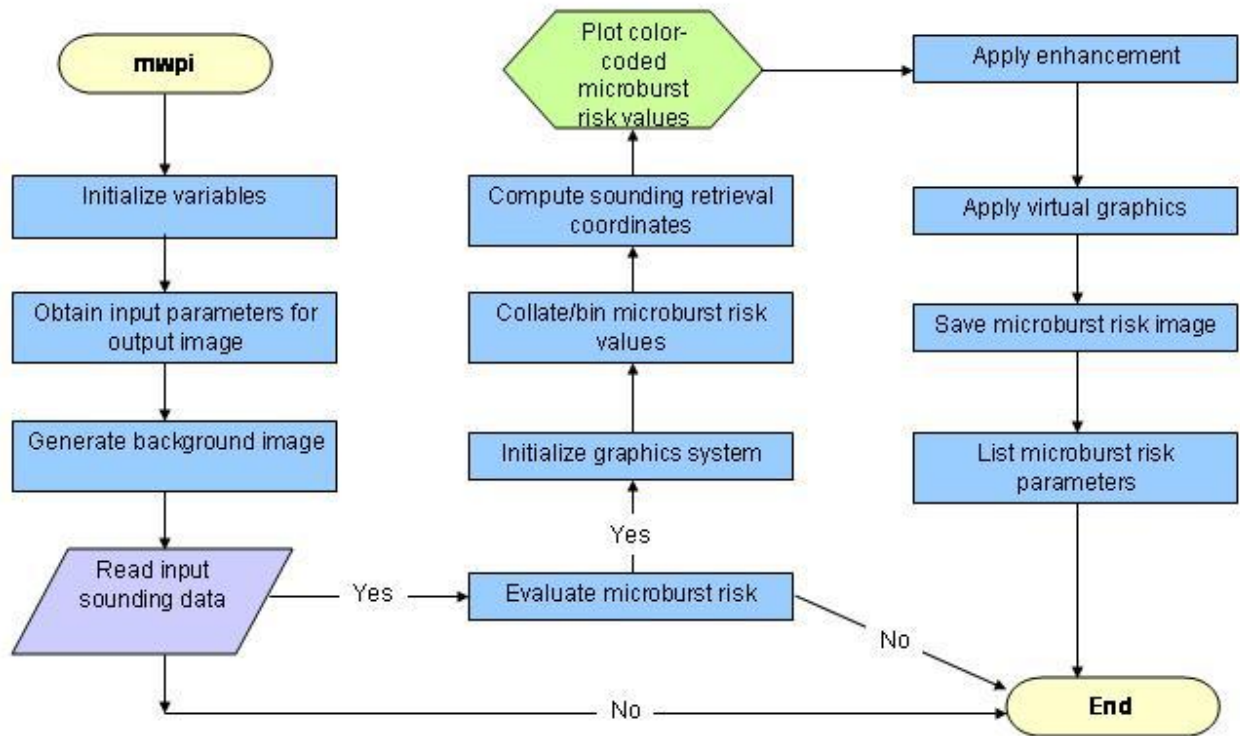 mwpi
Initialize variables
Obtain input parameters for
output image
Generate background image
Read input
sounding data
Yes
No
Evaluate microburst risk
Yes
No
Initialize graphics system
Collate/bin microburst risk
values
Compute sounding retrieval
coordinates
Plot color-
coded
microburst
risk values
Apply enhancement
Apply virtual graphics
Save microburst risk image
List microburst risk
parameters
End